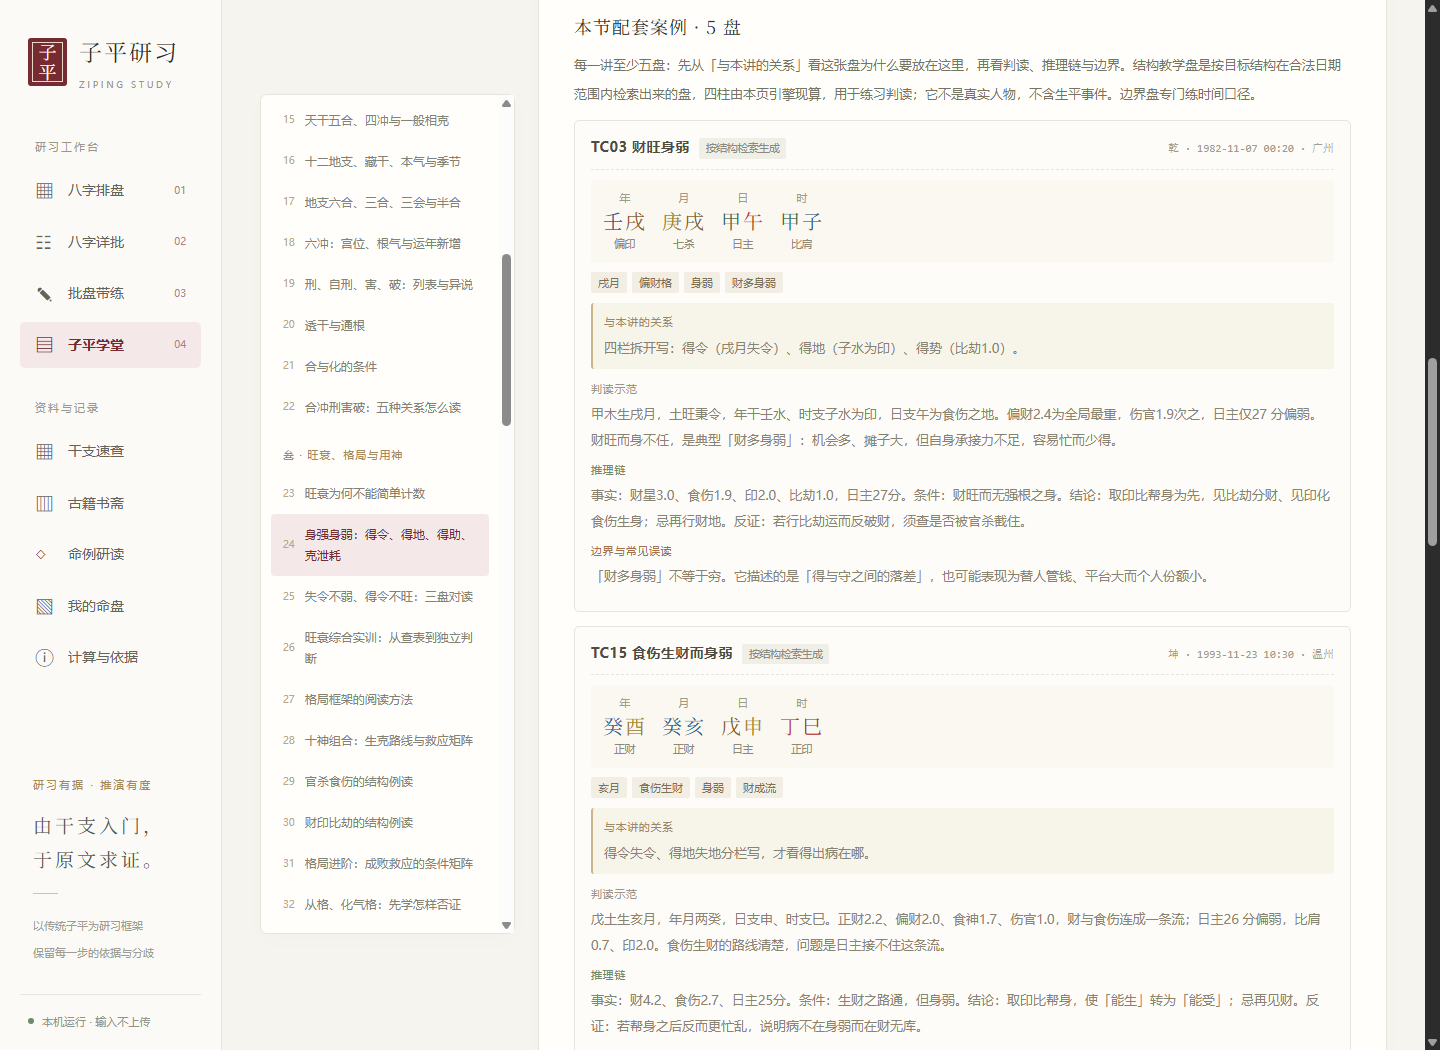 子平
子平研习
ZIPING STUDY
研习工作台
八字排盘 01
八字详批 02
批盘带练 03
子平学堂 04
资料与记录
干支速查
古籍书斋
命例研读
我的命盘
计算与依据
研习有据 · 推演有度
由干支入门，
于原文求证。
以传统子平为研习框架
保留每一步的依据与分歧
本机运行 · 输入不上传
15 天干五合、四冲与一般相克
16 十二地支、藏干、本气与季节
17 地支六合、三合、三会与半合
18 六冲：宫位、根气与运年新增
19 刑、自刑、害、破：列表与异说
20 透干与通根
21 合与化的条件
22 合冲刑害破：五种关系怎么读
叁 · 旺衰、格局与用神
23 旺衰为何不能简单计数
24 身强身弱：得令、得地、得助、
克泄耗
25 失令不弱、得令不旺：三盘对读
26 旺衰综合实训：从查表到独立判
断
27 格局框架的阅读方法
28 十神组合：生克路线与救应矩阵
29 官杀食伤的结构例读
30 财印比劫的结构例读
31 格局进阶：成败救应的条件矩阵
32 从格、化气格：先学怎样否证
本节配套案例 · 5 盘
每一讲至少五盘：先从「与本讲的关系」看这张盘为什么要放在这里，再看判读、推理链与边界。结构教学盘是按目标结构在合法日期
范围内检索出来的盘，四柱由本页引擎现算，用于练习判读；它不是真实人物，不含生平事件。边界盘专门练时间口径。
TC03 财旺身弱 按结构检索生成 乾 · 1982-11-07 00:20 · 广州
年 月 日 时
壬戌 庚戌 甲午 甲子
偏印 七杀 日主 比肩
戌月 偏财格 身弱 财多身弱
与本讲的关系
四栏拆开写：得令（戌月失令）、得地（子水为印）、得势（比劫1.0）。
判读示范
甲木生戌月，土旺秉令，年干壬水、时支子水为印，日支午为食伤之地。偏财2.4为全局最重，伤官1.9次之，日主仅27 分偏弱。
财旺而身不任，是典型「财多身弱」：机会多、摊子大，但自身承接力不足，容易忙而少得。
推理链
事实：财星3.0、食伤1.9、印2.0、比劫1.0，日主27分。条件：财旺而无强根之身。结论：取印比帮身为先，见比劫分财、见印化
食伤生身；忌再行财地。反证：若行比劫运而反破财，须查是否被官杀截住。
边界与常见误读
「财多身弱」不等于穷。它描述的是「得与守之间的落差」，也可能表现为替人管钱、平台大而个人份额小。
TC15 食伤生财而身弱 按结构检索生成 坤 · 1993-11-23 10:30 · 温州
年 月 日 时
癸酉 癸亥 戊申 丁巳
正财 正财 日主 正印
亥月 食伤生财 身弱 财成流
与本讲的关系
得令失令、得地失地分栏写，才看得出病在哪。
判读示范
戊土生亥月，年月两癸，日支申、时支巳。正财2.2、偏财2.0、食神1.7、伤官1.0，财与食伤连成一条流；日主26 分偏弱，比肩
0.7、印2.0。食伤生财的路线清楚，问题是日主接不住这条流。
推理链
事实：财4.2、食伤2.7、日主25分。条件：生财之路通，但身弱。结论：取印比帮身，使「能生」转为「能受」；忌再见财。反
证：若帮身之后反而更忙乱，说明病不在身弱而在财无库。